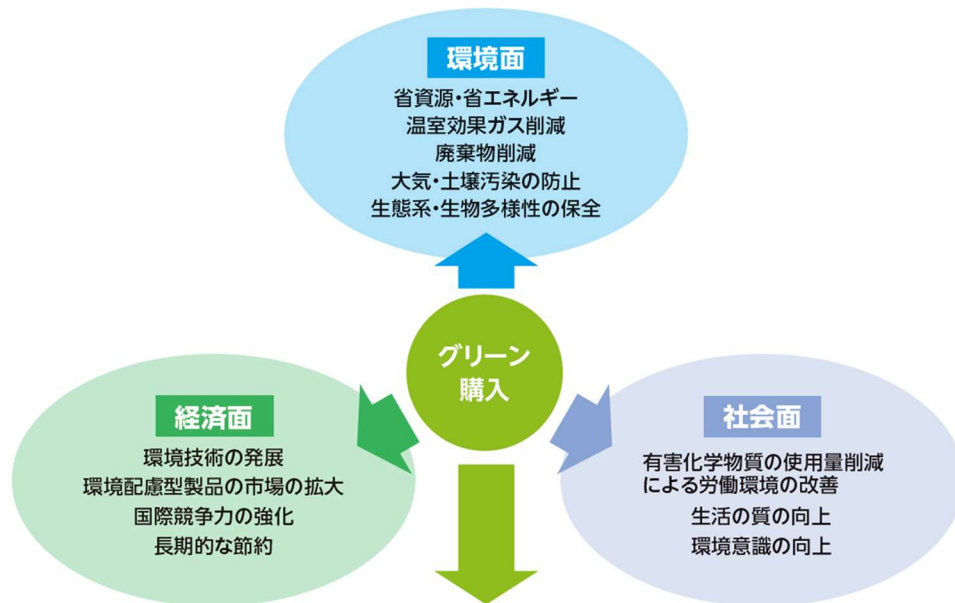 環境面
省資源・省エネルギー
温室効果ガス削減
廃棄物削減
大気・土壌汚染の防止
生態系・生物多様性の保全
グリーン
購入
経済面
環境技術の発展
環境配慮型製品の市場の拡大
国際競争力の強化
長期的な節約
社会面
有害化学物質の使用量削減
による労働環境の改善
生活の質の向上
環境意識の向上